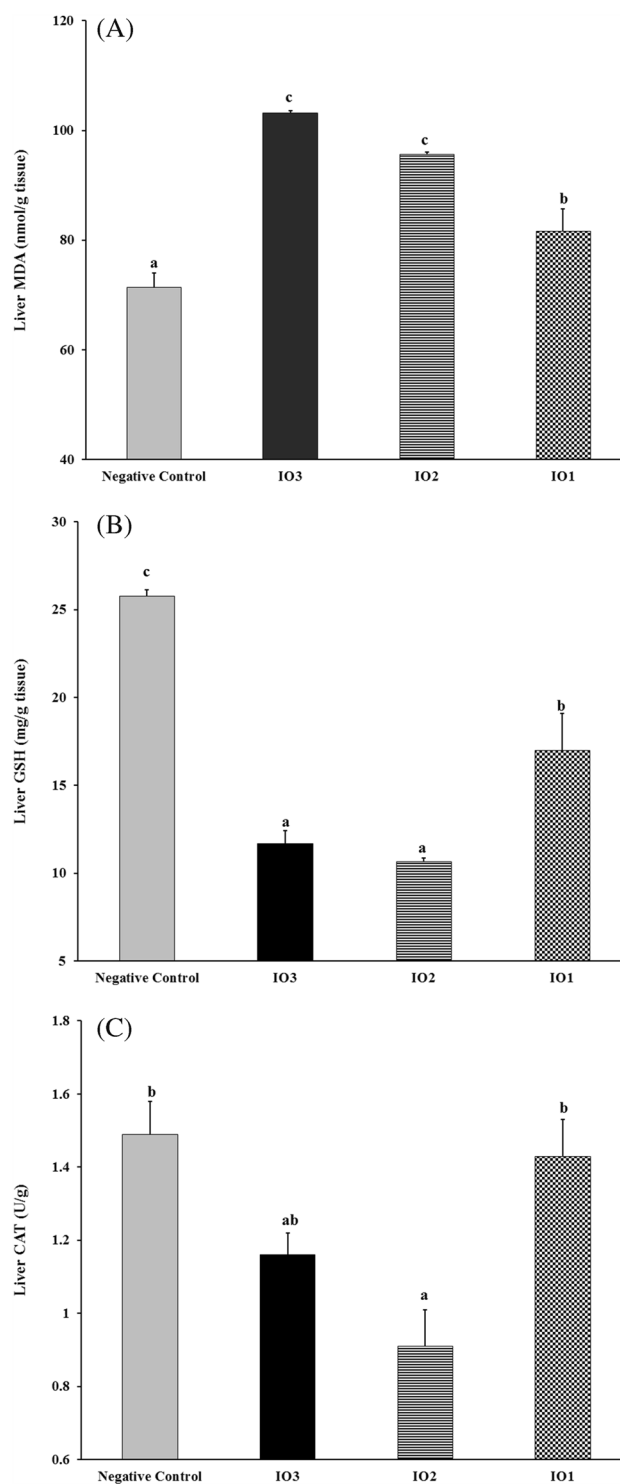 (A)
120
100
80
60
40
Liver MDA (nmol/g tissue)
a
c
c
b
Negative Control IO3 IO2 IO1
(B)
30
25
20
15
10
5
Liver GSH (mg/g tissue)
c
a
a
b
Negative Control IO3 IO2 IO1
(C)
1.8
1.6
1.4
1.2
1
0.8
0.6
Liver CAT (U/g)
b
ab
a
b
Negative Control IO3 IO2 IO1